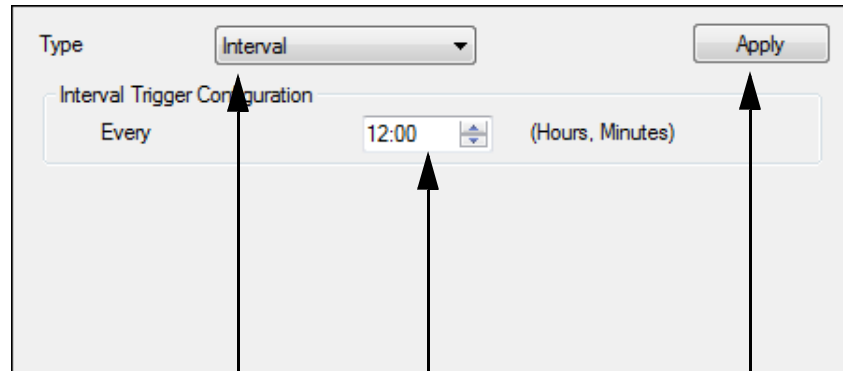 Type Interval Apply
Interval Trigger Configuration
Every 12:00 (Hours, Minutes)